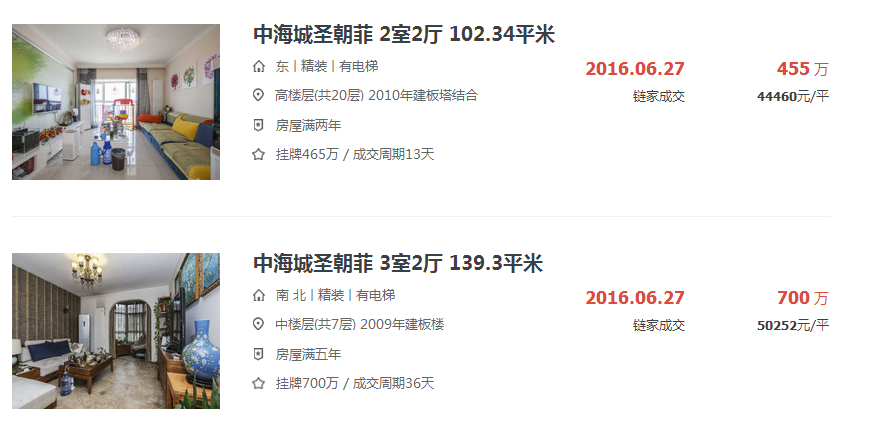 中海城圣朝菲 2室2厅 102.34平米
东 | 精装 | 有电梯
2016.06.27
455 万
高楼层(共20层) 2010年建板塔结合
链家成交
44460元/平
房屋满两年
挂牌465万 / 成交周期13天
中海城圣朝菲 3室2厅 139.3平米
南 北 | 精装 | 有电梯
2016.06.27
700 万
中楼层(共7层) 2009年建板楼
链家成交
50252元/平
房屋满五年
挂牌700万 / 成交周期36天